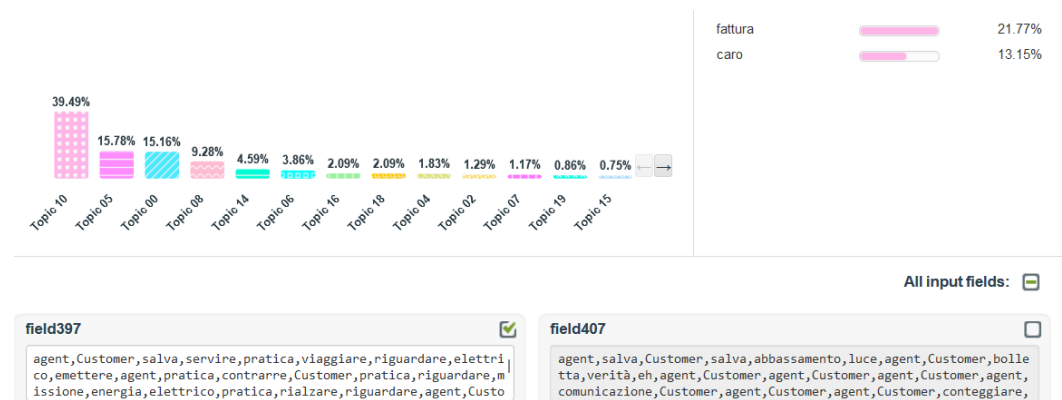 fattura 21.77%
caro 13.15%
39.49%
15.78%
15.16%
9.28%
4.59%
3.86%
2.09%
2.09%
1.83%
1.29%
1.17%
0.86%
0.75%
← →
Topic 10
Topic 05
Topic 00
Topic 08
Topic 14
Topic 06
Topic 16
Topic 18
Topic 04
Topic 02
Topic 07
Topic 19
Topic 15
All input fields:
field397
agent,Customer,salva,servire,pratica,viaggiare,riguardare,elettri
co,emettere,agent,pratica,contrarre,Customer,pratica,riguardare,m
issione,energia,elettrico,pratica,rialzare,riguardare,agent,Custo
field407
agent,salva,Customer,salva,abbassamento,luce,agent,Customer,bolle
tta,verità,eh,agent,Customer,agent,Customer,agent,Customer,agent,
comunicazione,Customer,agent,Customer,agent,Customer,conteggiare,